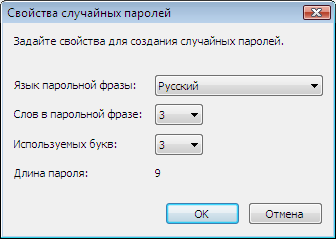 Свойства случайных паролей
Задайте свойства для создания случайных паролей.
Язык парольной фразы: Русский
Слов в парольной фразе: 3
Используемых букв: 3
Длина пароля: 9
OK Отмена